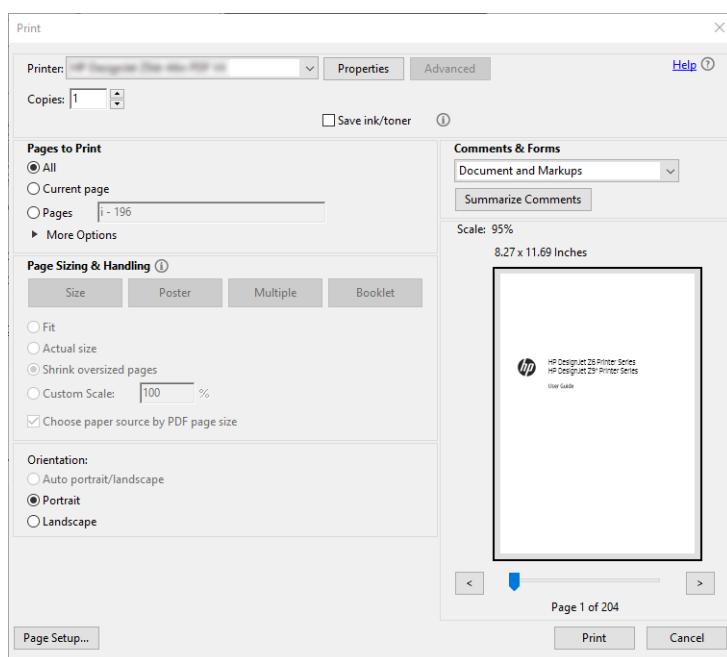 Print
Printer:
Properties
Advanced
Help
Copies: 1
Save ink/toner
Pages to Print
All
Current page
Pages i - 196
More Options
Comments & Forms
Document and Markups
Summarize Comments
Scale: 95%
8.27 x 11.69 Inches
Page Sizing & Handling
Size
Poster
Multiple
Booklet
Fit
Actual size
Shrink oversized pages
Custom Scale: 100 %
Choose paper source by PDF page size
Orientation:
Auto portrait/landscape
Portrait
Landscape
hp
HP DesignJet Z6 Printer Series
HP DesignJet Z9+ Printer Series
User Guide
<
>
Page 1 of 204
Page Setup...
Print
Cancel